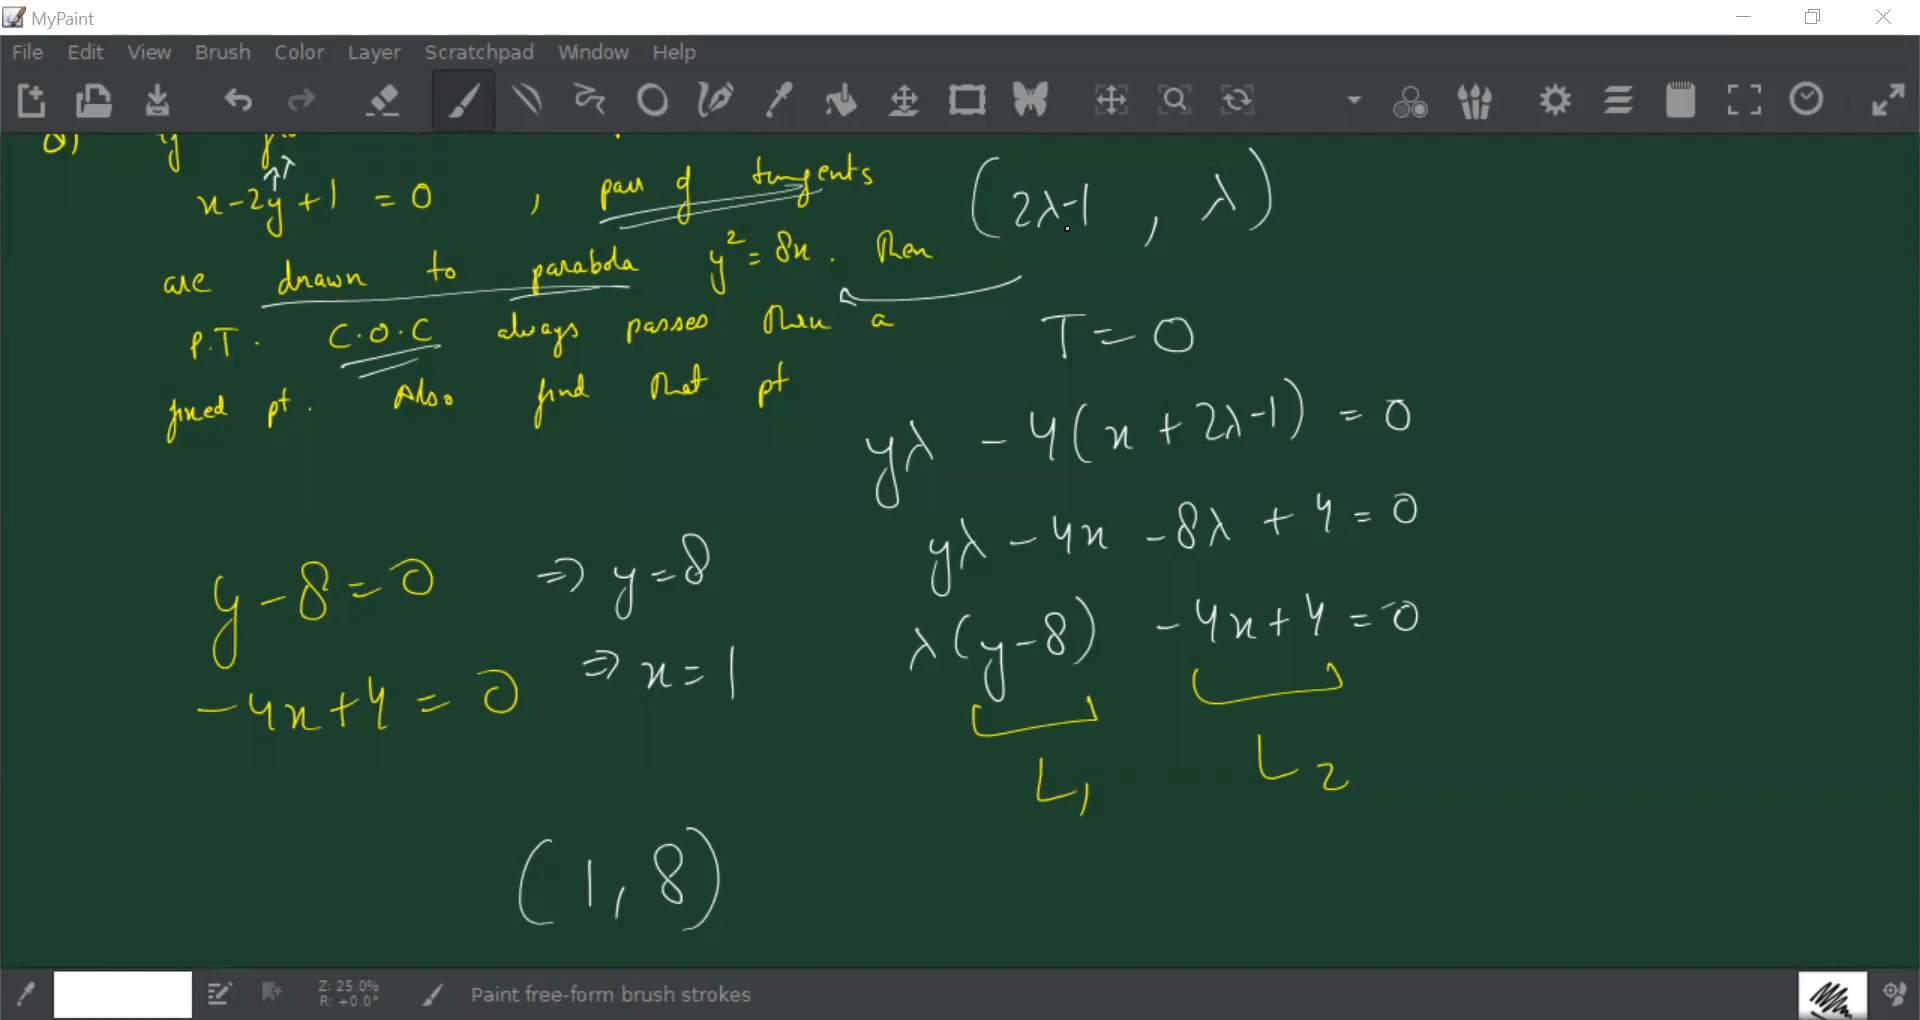 MyPaint
File Edit View Brush Color Layer Scratchpad Window Help
Q)
x-2y+1 = 0 , pair of tangents
are drawn to parabola y² = 8x. Then
P.T. C.O.C always passes thru a
fixed pt. Also find that pt
(2λ-1, λ)
T = 0
yλ - 4(x + 2λ-1) = 0
yλ - 4x - 8λ + 4 = 0
λ(y-8) -4x+4 = 0
L₁ L₂
y-8=0 ⇒ y=8
-4x+4 = 0 ⇒ x = 1
(1, 8)
Z: 25.0%
R: +0.0°
Paint free-form brush strokes